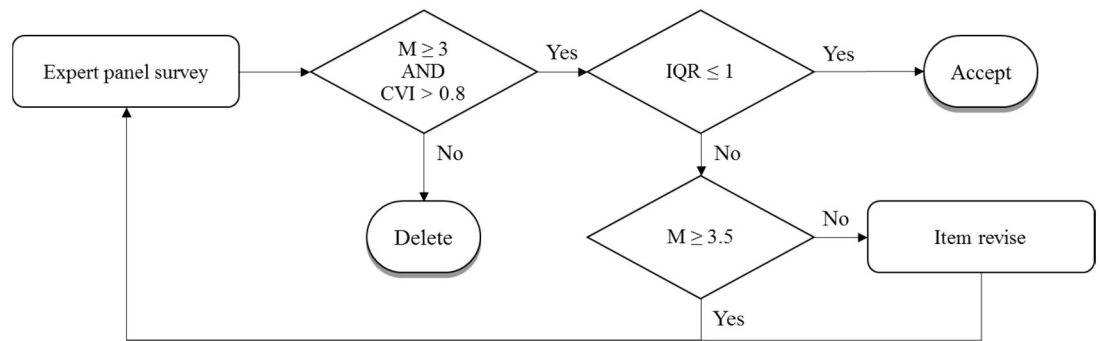 Expert panel survey
M ≥ 3
AND
CVI > 0.8
Yes
IQR ≤ 1
Yes
Accept
No
Delete
No
M ≥ 3.5
No
Item revise
Yes